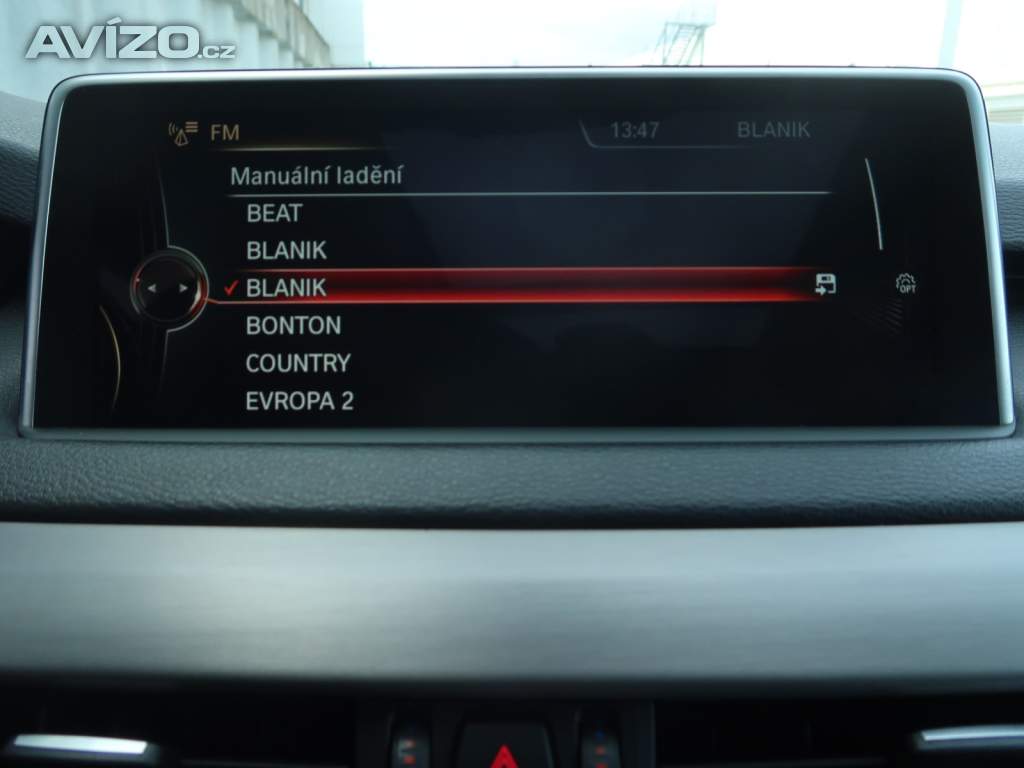 AVÍZO.cz
FM 13:47 BLANIK
Manuální ladění
BEAT
BLANIK
✓ BLANIK
OPT
BONTON
COUNTRY
EVROPA 2